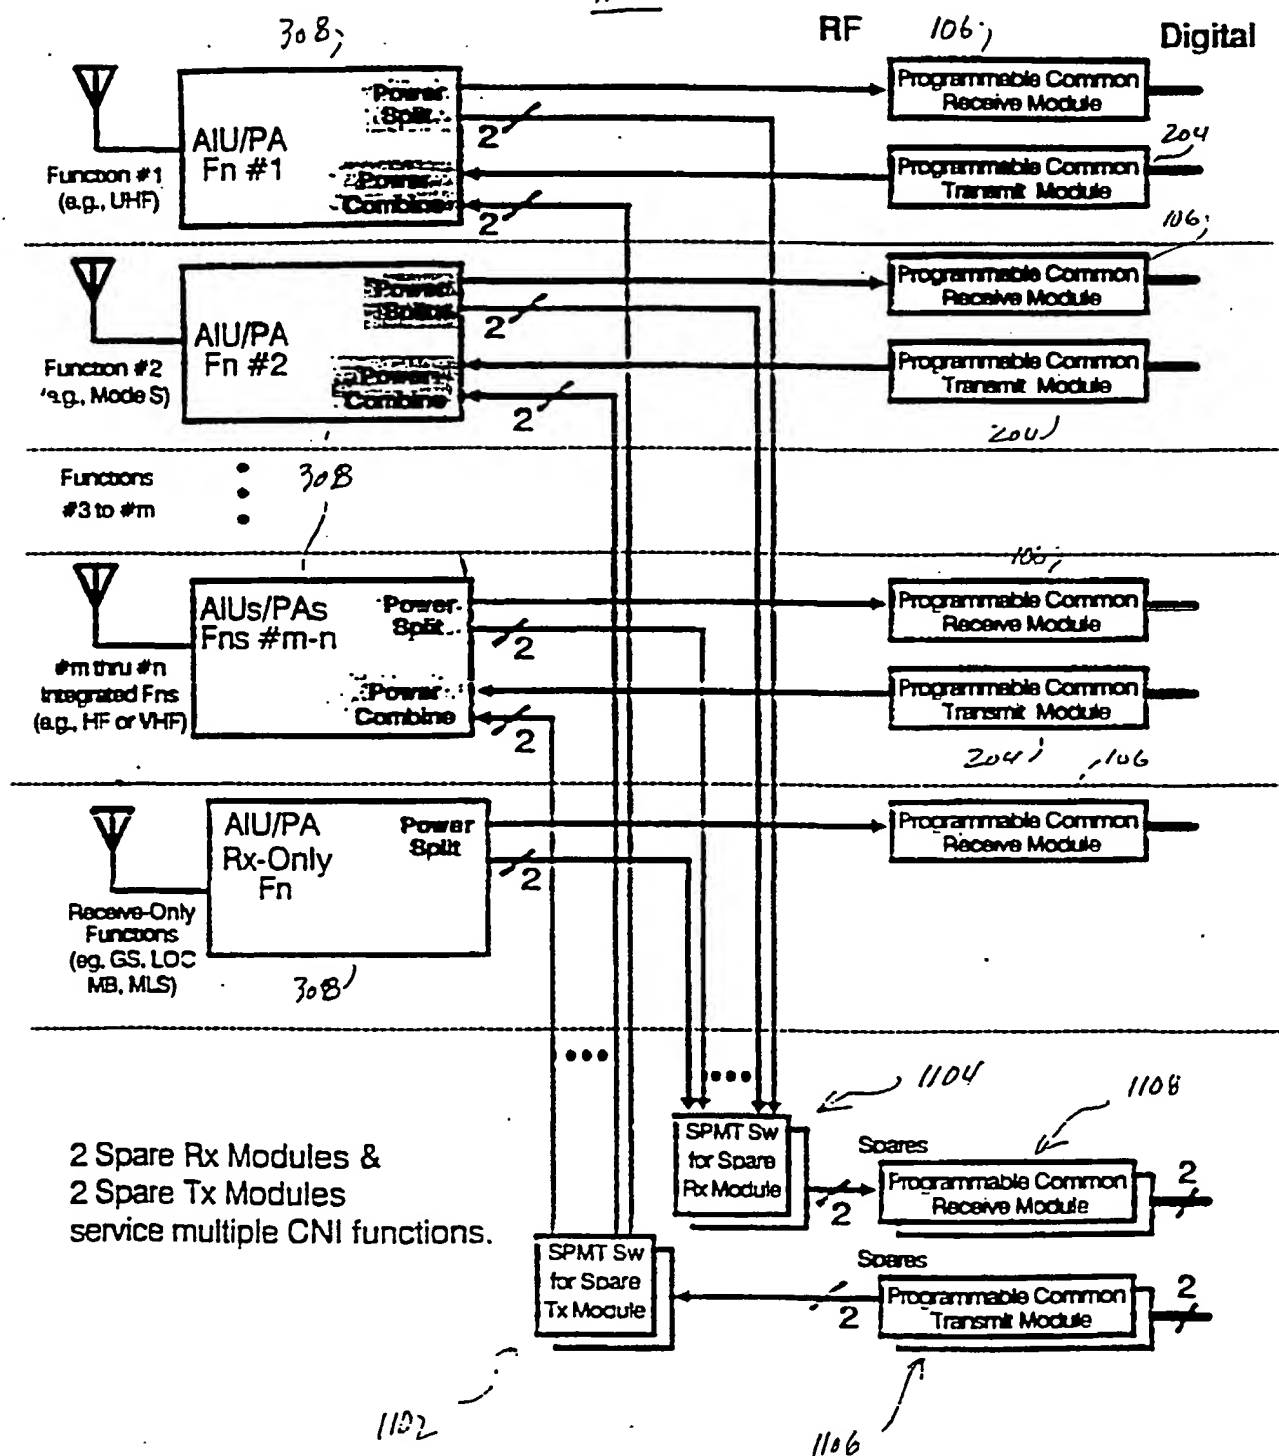 308
RF
106
Digital
Power
Split
AIU/PA
Fn #1
Power
Combine
2
2
Function #1
(e.g., UHF)
Programmable Common
Receive Module
204
Programmable Common
Transmit Module
106
Power
AIU/PA
Fn #2
Power
Combine
2
2
Function #2
e.g., Mode S)
Programmable Common
Receive Module
Programmable Common
Transmit Module
204
Functions
#3 to #m
308
AIUs/PAs
Fns #m-n
Power
Split
Power
Combine
2
2
#m thru #n
Integrated Fns
(e.g., HF or VHF)
Programmable Common
Receive Module
Programmable Common
Transmit Module
204
106
AIU/PA
Rx-Only
Fn
Power
Split
2
Receive-Only
Functions
(eg, GS, LOC
MB, MLS)
308
Programmable Common
Receive Module
1104
1108
2 Spare Rx Modules &
2 Spare Tx Modules
service multiple CNI functions.
SPMT Sw
for Spare
Rx Module
2
Spares
Programmable Common
Receive Module
2
SPMT Sw
for Spare
Tx Module
2
Spares
Programmable Common
Transmit Module
2
1102
1106